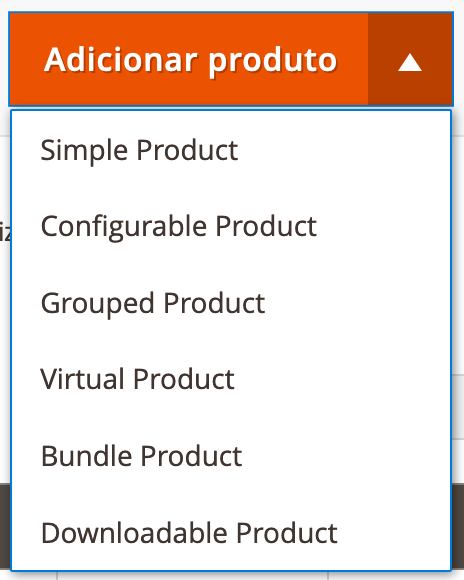 Adicionar produto
Simple Product
Configurable Product
Grouped Product
Virtual Product
Bundle Product
Downloadable Product